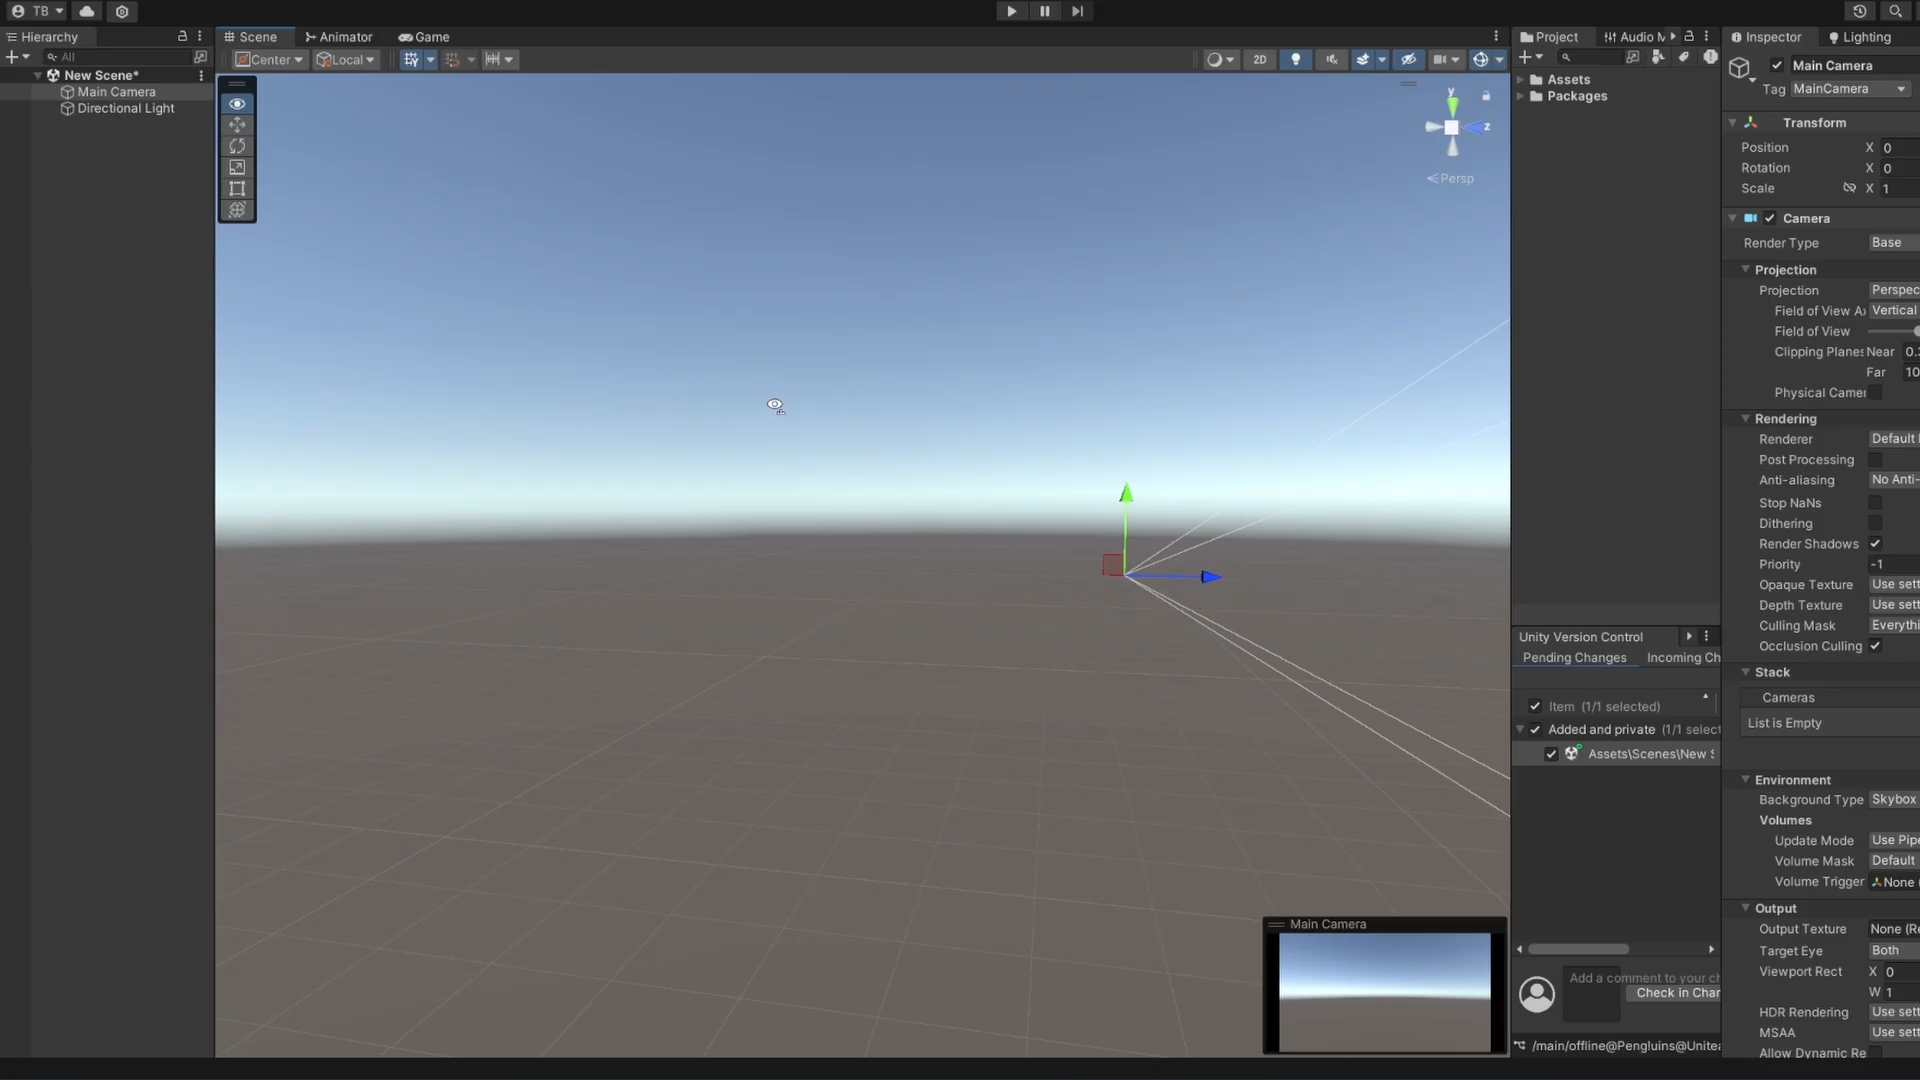 TB
Hierarchy
All
New Scene*
Main Camera
Directional Light
Scene
Animator
Game
Center
Local
2D
y
z
Persp
Main Camera
Project
Audio M
Assets
Packages
Unity Version Control
Pending Changes
Incoming Ch
Item (1/1 selected)
Added and private (1/1 select
Assets\Scenes\New S
Add a comment to your ch
Check in Char
/main/offline@Peng!uins@Unitea
Inspector
Lighting
Main Camera
Tag MainCamera
Transform
Position X 0
Rotation X 0
Scale X 1
Camera
Render Type Base
Projection
Projection Perspec
Field of View Ax Vertical
Field of View
Clipping Planes Near 0.3
Far 10
Physical Camer
Rendering
Renderer Default
Post Processing
Anti-aliasing No Anti-
Stop NaNs
Dithering
Render Shadows
Priority -1
Opaque Texture Use sett
Depth Texture Use sett
Culling Mask Everythi
Occlusion Culling
Stack
Cameras
List is Empty
Environment
Background Type Skybox
Volumes
Update Mode Use Pipe
Volume Mask Default
Volume Trigger None (
Output
Output Texture None (Re
Target Eye Both
Viewport Rect X 0
W 1
HDR Rendering Use sett
MSAA Use sett
Allow Dynamic Re